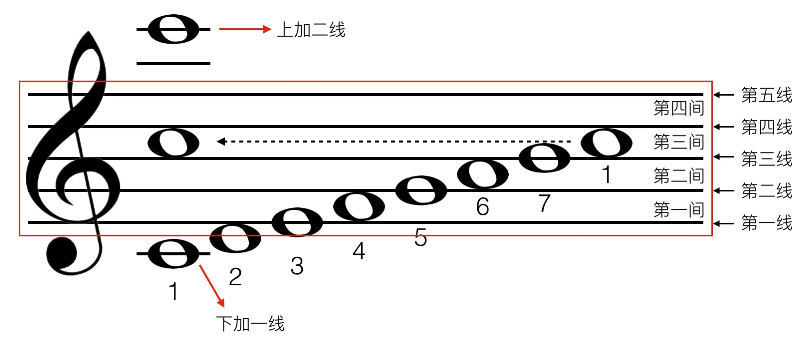 上加二线
第五线
第四间
第四线
第三间
第三线
1
第二间
7
6
第二线
5
第一间
4
第一线
3
2
1
下加一线